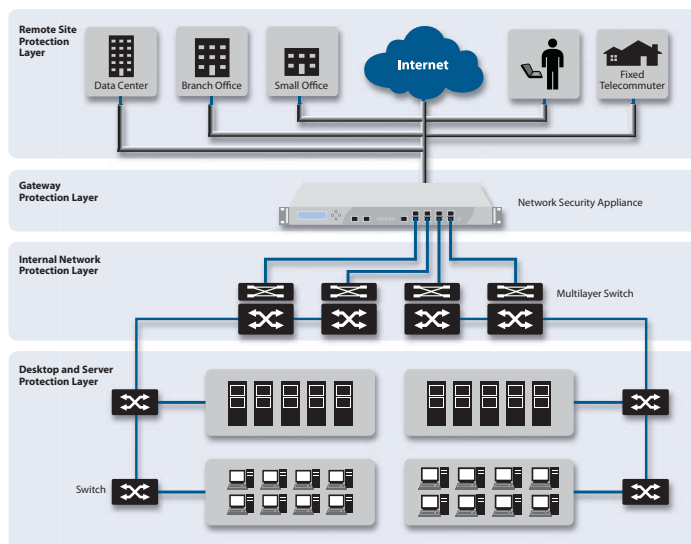 Remote Site
Protection
Layer
Data Center
Branch Office
Small Office
Internet
Fixed
Telecommuter
Gateway
Protection Layer
Network Security Appliance
Internal Network
Protection Layer
Multilayer Switch
Desktop and Server
Protection Layer
Switch